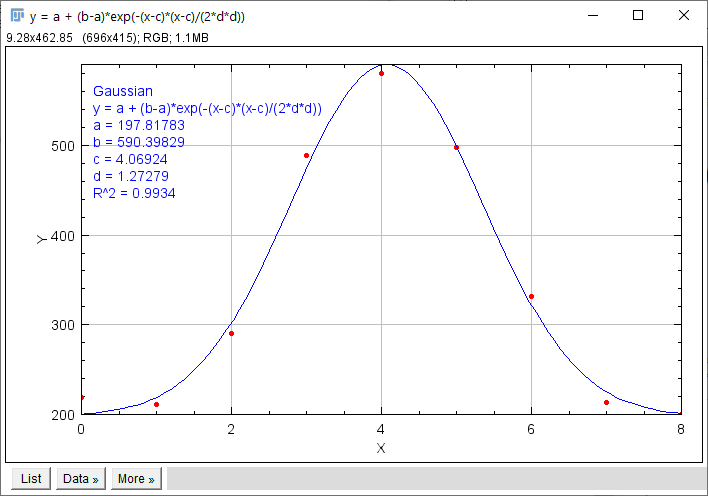 y = a + (b-a)*exp(-(x-c)*(x-c)/(2*d*d))
9.28x462.85 (696x415); RGB; 1.1MB
Gaussian
y = a + (b-a)*exp(-(x-c)*(x-c)/(2*d*d))
a = 197.81783
b = 590.39829
c = 4.06924
d = 1.27279
R^2 = 0.9934
500
400
300
200
Y
0 2 4 6 8
X
List Data » More »